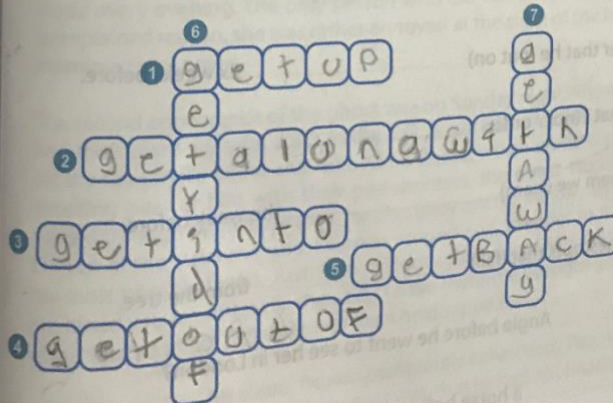 1 getup
2 getalongwith
3 getinto
4 getoutOF
5 getBACK
6 getridoF
7 getAWAy